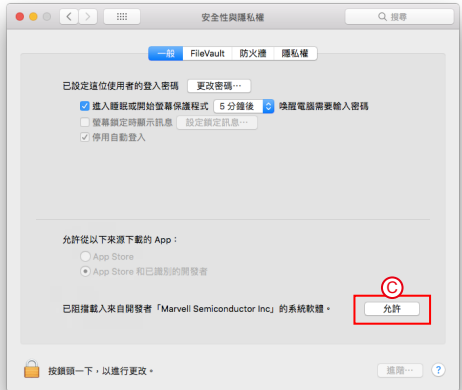 安全性與隱私權
搜尋
一般 FileVault 防火牆 隱私權
已設定這位使用者的登入密碼 更改密碼⋯
進入睡眠或開始螢幕保護程式 5 分鐘後 喚醒電腦需要輸入密碼
螢幕鎖定時顯示訊息 設定鎖定訊息⋯
停用自動登入
允許從以下來源下載的 App：
App Store
App Store 和已識別的開發者
C
已阻擋載入來自開發者「Marvell Semiconductor Inc」的系統軟體。 允許
按鎖頭一下，以進行更改。 進階⋯ ?